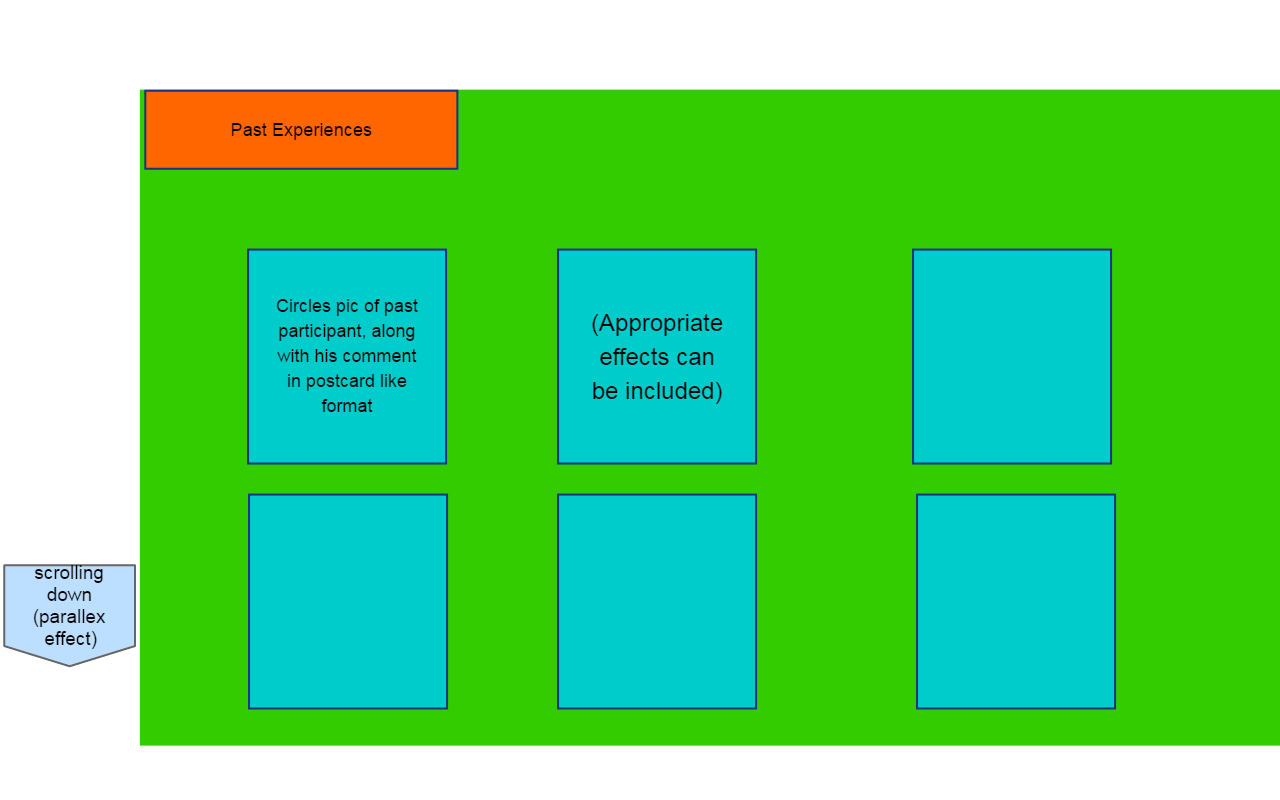 Past Experiences
Circles pic of past
participant, along
with his comment
in postcard like
format
(Appropriate
effects can
be included)
scrolling
down
(parallex
effect)